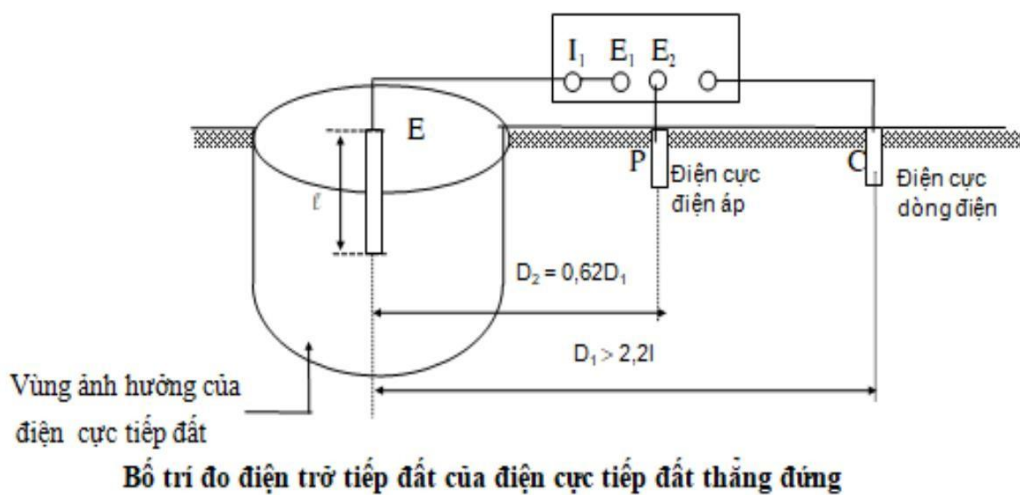 I₁ E₁ E₂
E
P
C
Điện cực
điện áp
Điện cực
dòng điện
ℓ
D₂ = 0,62D₁
D₁ > 2,2l
Vùng ảnh hưởng của
điện cực tiếp đất
Bố trí đo điện trở tiếp đất của điện cực tiếp đất thẳng đứng